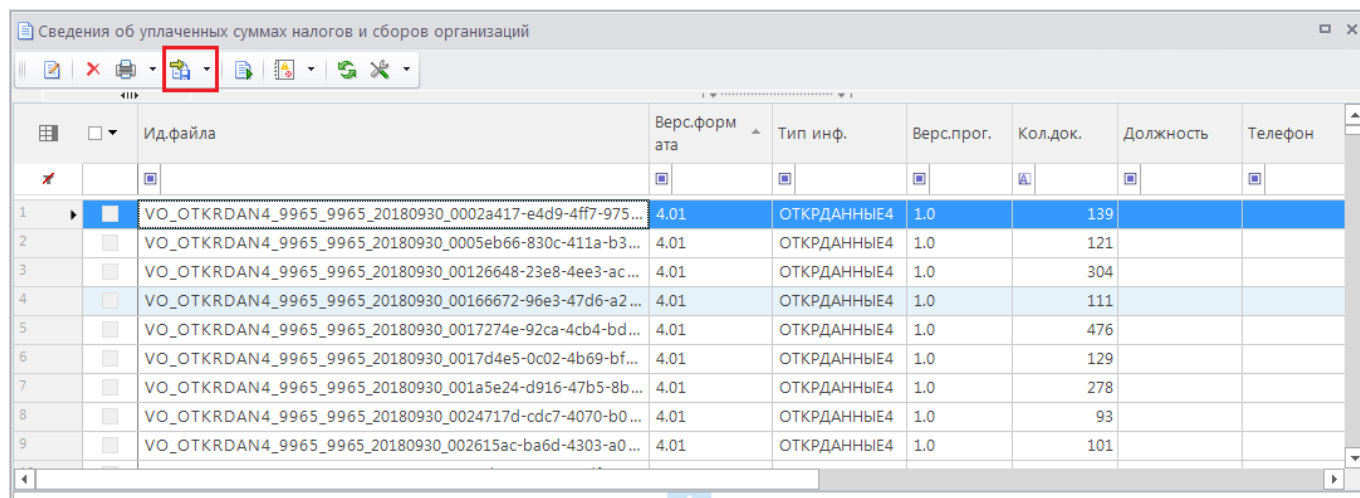 Сведения об уплаченных суммах налогов и сборов организаций
Ид.файла Верс.форм
ата Тип инф. Верс.прог. Кол.док. Должность Телефон
1 VO_OTKRDAN4_9965_9965_20180930_0002a417-e4d9-4ff7-975... 4.01 ОТКРДАННЫЕ4 1.0 139
2 VO_OTKRDAN4_9965_9965_20180930_0005eb66-830c-411a-b3... 4.01 ОТКРДАННЫЕ4 1.0 121
3 VO_OTKRDAN4_9965_9965_20180930_00126648-23e8-4ee3-ac... 4.01 ОТКРДАННЫЕ4 1.0 304
4 VO_OTKRDAN4_9965_9965_20180930_00166672-96e3-47d6-a2... 4.01 ОТКРДАННЫЕ4 1.0 111
5 VO_OTKRDAN4_9965_9965_20180930_0017274e-92ca-4cb4-bd... 4.01 ОТКРДАННЫЕ4 1.0 476
6 VO_OTKRDAN4_9965_9965_20180930_0017d4e5-0c02-4b69-bf... 4.01 ОТКРДАННЫЕ4 1.0 129
7 VO_OTKRDAN4_9965_9965_20180930_001a5e24-d916-47b5-8b... 4.01 ОТКРДАННЫЕ4 1.0 278
8 VO_OTKRDAN4_9965_9965_20180930_0024717d-cdc7-4070-b0... 4.01 ОТКРДАННЫЕ4 1.0 93
9 VO_OTKRDAN4_9965_9965_20180930_002615ac-ba6d-4303-a0... 4.01 ОТКРДАННЫЕ4 1.0 101